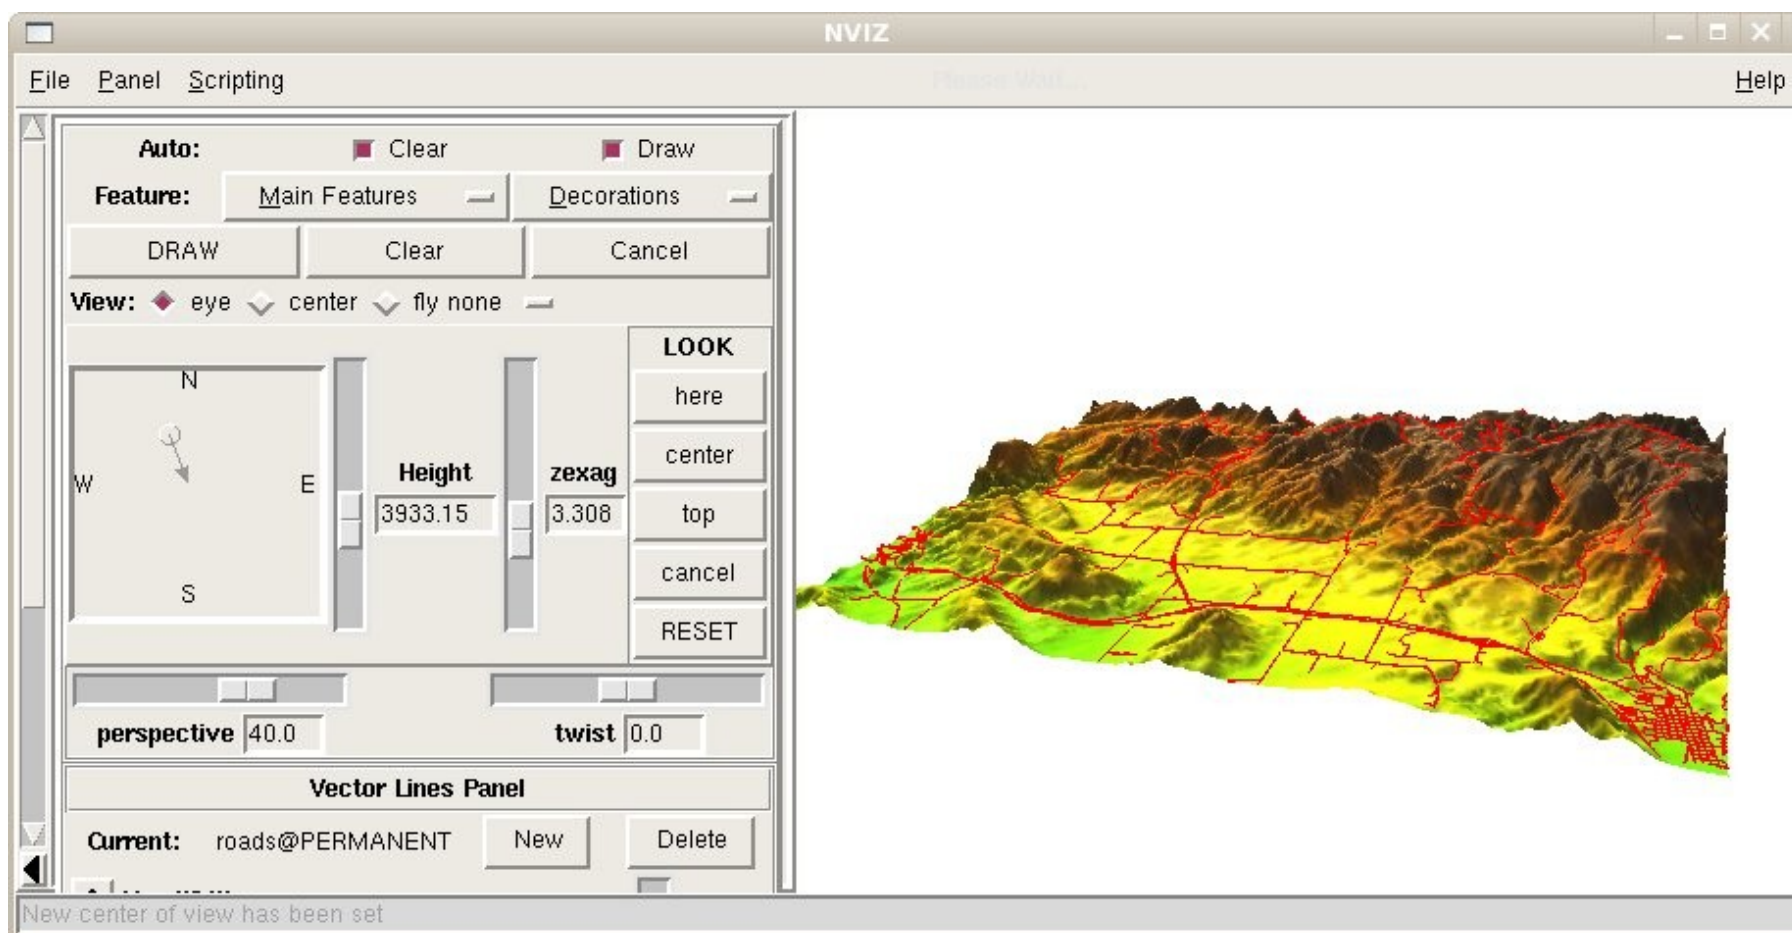 NVIZ
File Panel Scripting Please Wait... Help
Auto: Clear Draw
Feature: Main Features Decorations
DRAW Clear Cancel
View: eye center fly none
LOOK
N
here
W E
Height zexag
center
3933.15 3.308
top
cancel
S
RESET
perspective 40.0 twist 0.0
Vector Lines Panel
Current: roads@PERMANENT New Delete
New center of view has been set